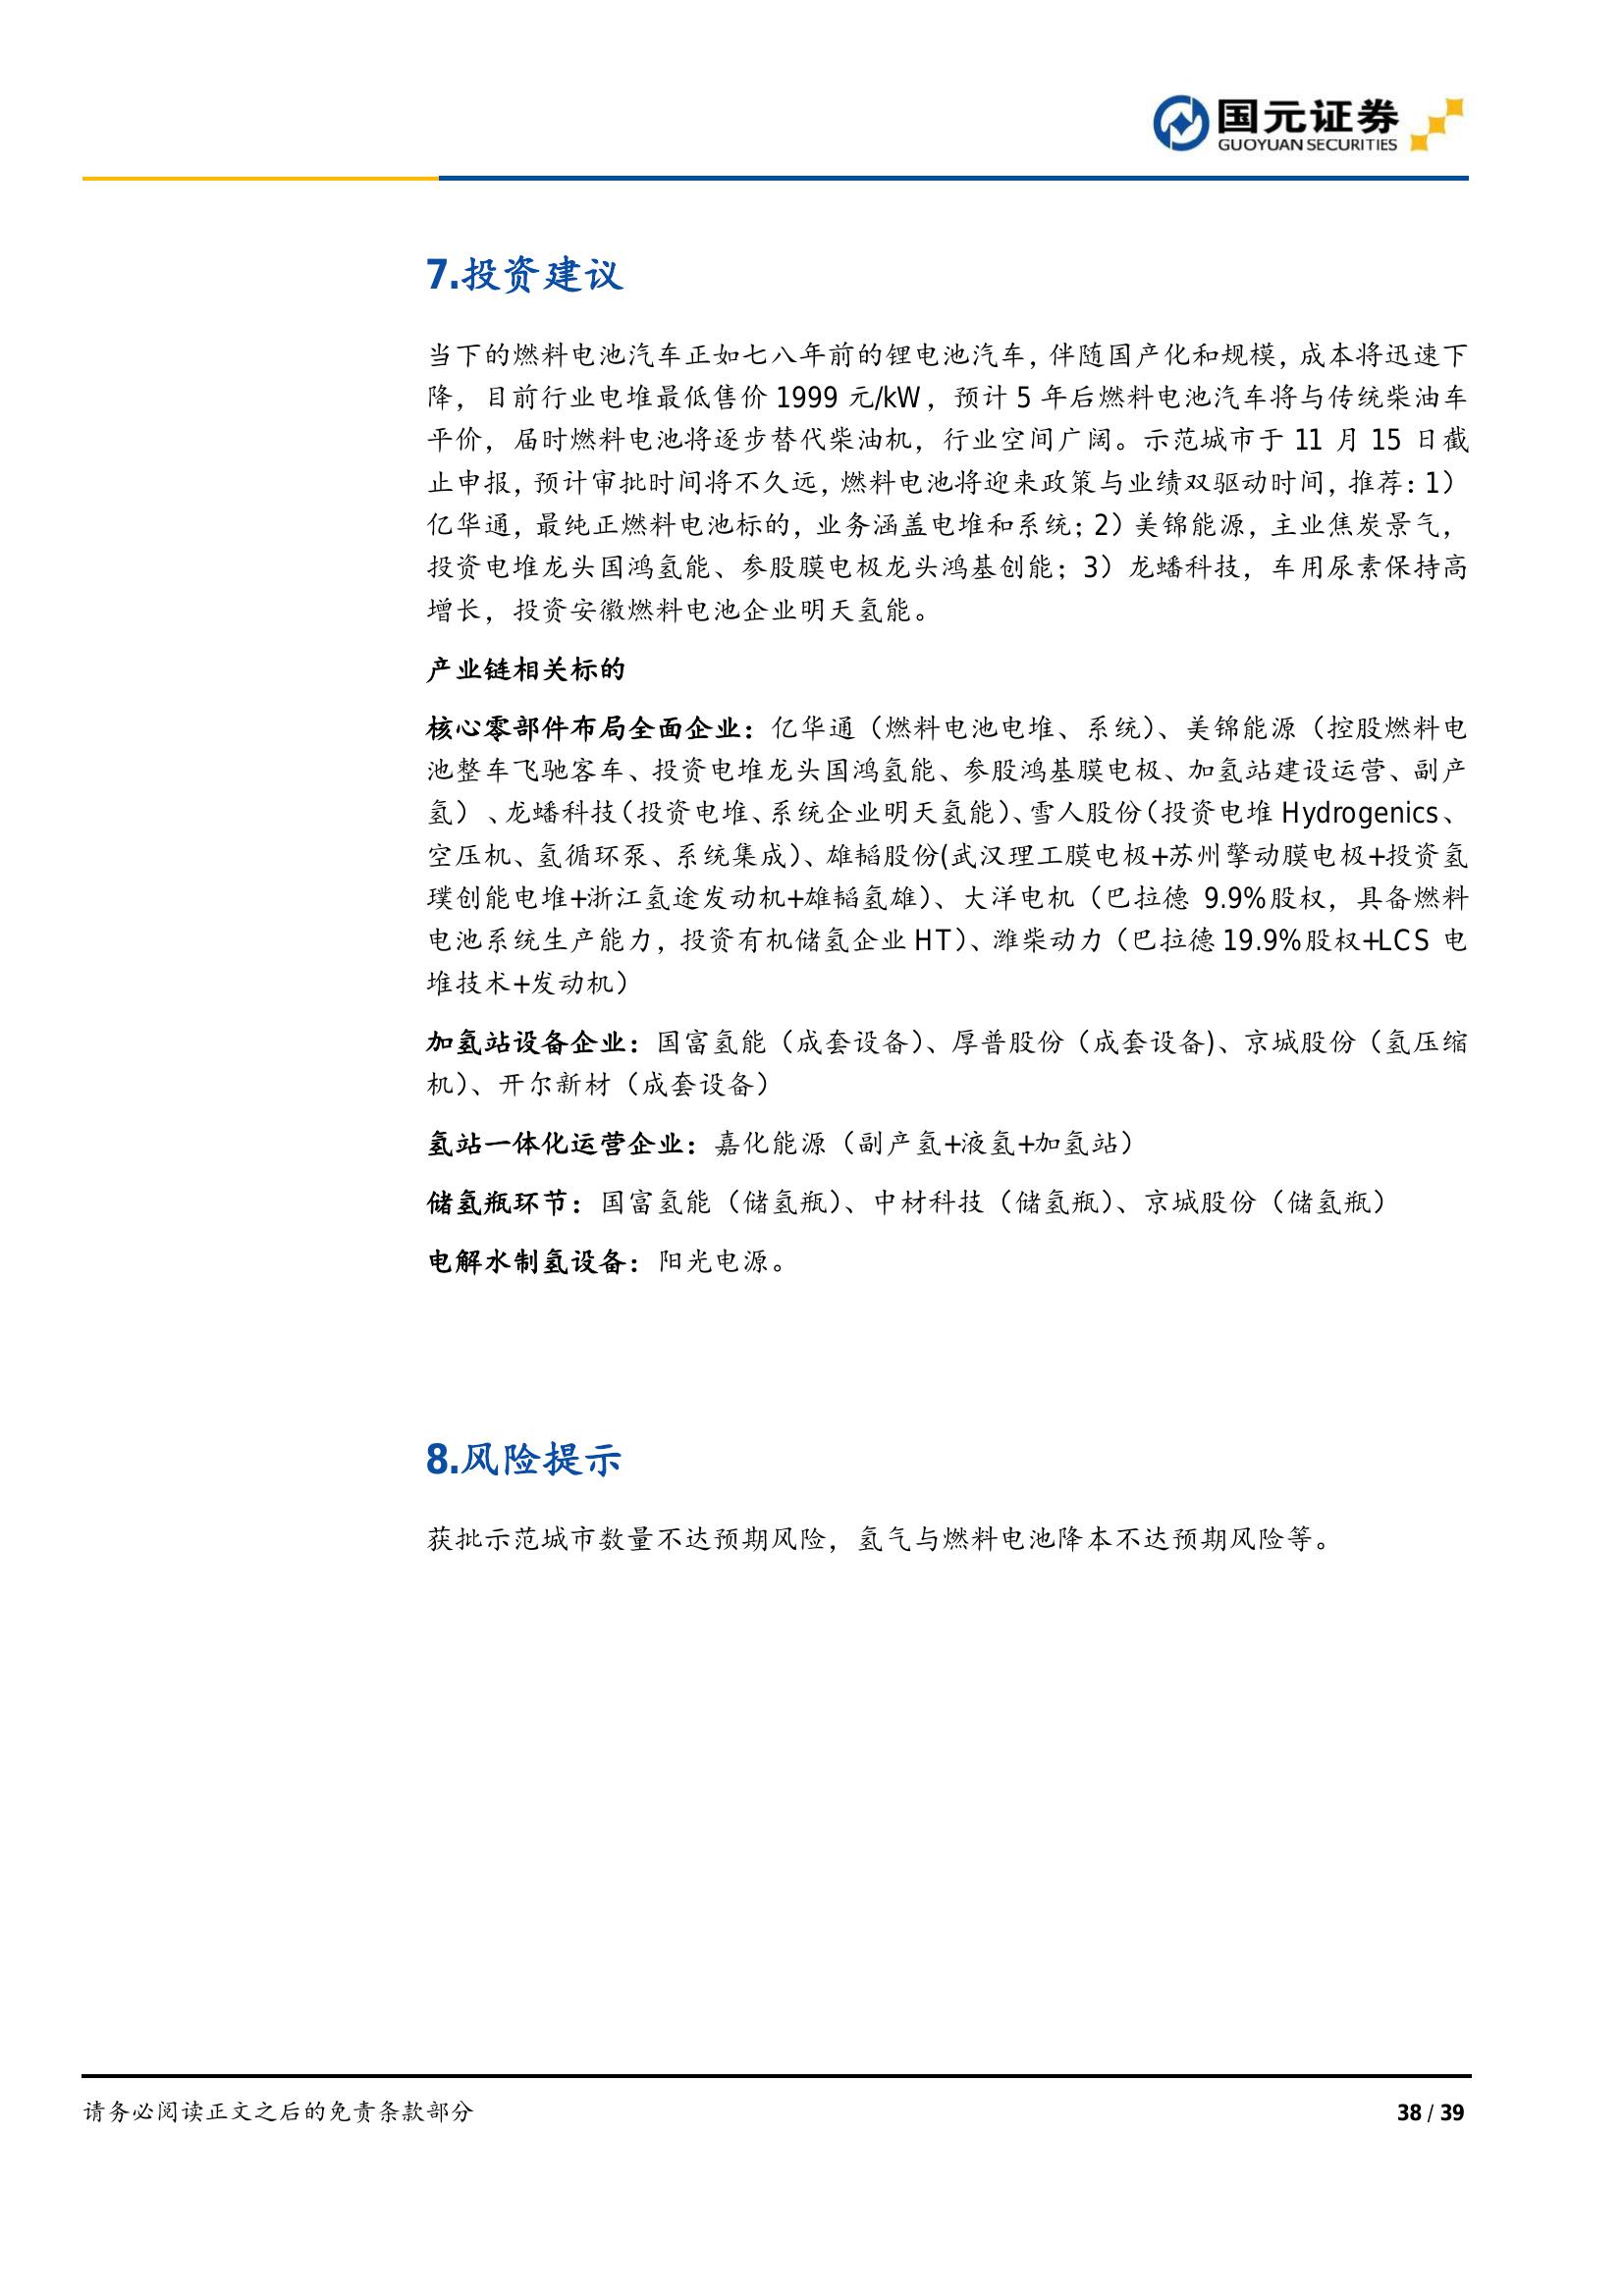 国元证券
GUOYUAN SECURITIES
7.投资建议
当下的燃料电池汽车正如七八年前的锂电池汽车，伴随国产化和规模，成本将迅速下
降，目前行业电堆最低售价 1999 元/kW，预计 5 年后燃料电池汽车将与传统柴油车
平价，届时燃料电池将逐步替代柴油机，行业空间广阔。示范城市于 11 月 15 日截
止申报，预计审批时间将不久远，燃料电池将迎来政策与业绩双驱动时间，推荐：1）
亿华通，最纯正燃料电池标的，业务涵盖电堆和系统；2）美锦能源，主业焦炭景气，
投资电堆龙头国鸿氢能、参股膜电极龙头鸿基创能；3）龙蟠科技，车用尿素保持高
增长，投资安徽燃料电池企业明天氢能。
产业链相关标的
核心零部件布局全面企业：亿华通（燃料电池电堆、系统）、美锦能源（控股燃料电
池整车飞驰客车、投资电堆龙头国鸿氢能、参股鸿基膜电极、加氢站建设运营、副产
氢）、龙蟠科技（投资电堆、系统企业明天氢能）、雪人股份（投资电堆 Hydrogenics、
空压机、氢循环泵、系统集成）、雄韬股份(武汉理工膜电极+苏州擎动膜电极+投资氢
璞创能电堆+浙江氢途发动机+雄韬氢雄）、大洋电机（巴拉德 9.9%股权，具备燃料
电池系统生产能力，投资有机储氢企业 HT）、潍柴动力（巴拉德 19.9%股权+LCS 电
堆技术+发动机）
加氢站设备企业：国富氢能（成套设备）、厚普股份（成套设备)、京城股份（氢压缩
机）、开尔新材（成套设备）
氢站一体化运营企业：嘉化能源（副产氢+液氢+加氢站）
储氢瓶环节：国富氢能（储氢瓶）、中材科技（储氢瓶）、京城股份（储氢瓶）
电解水制氢设备：阳光电源。
8.风险提示
获批示范城市数量不达预期风险，氢气与燃料电池降本不达预期风险等。
请务必阅读正文之后的免责条款部分
38 / 39